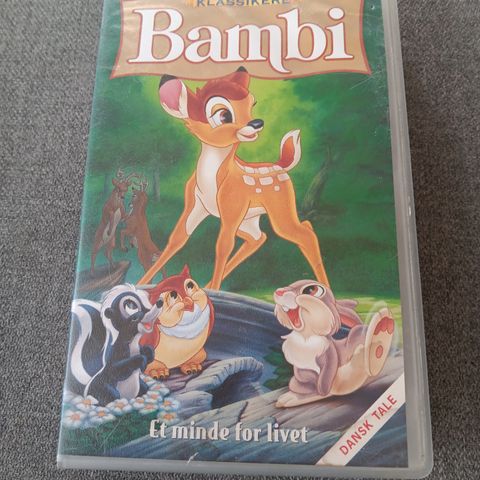 KLASSIKERE
Bambi
Et minde for livet
DANSK TALE